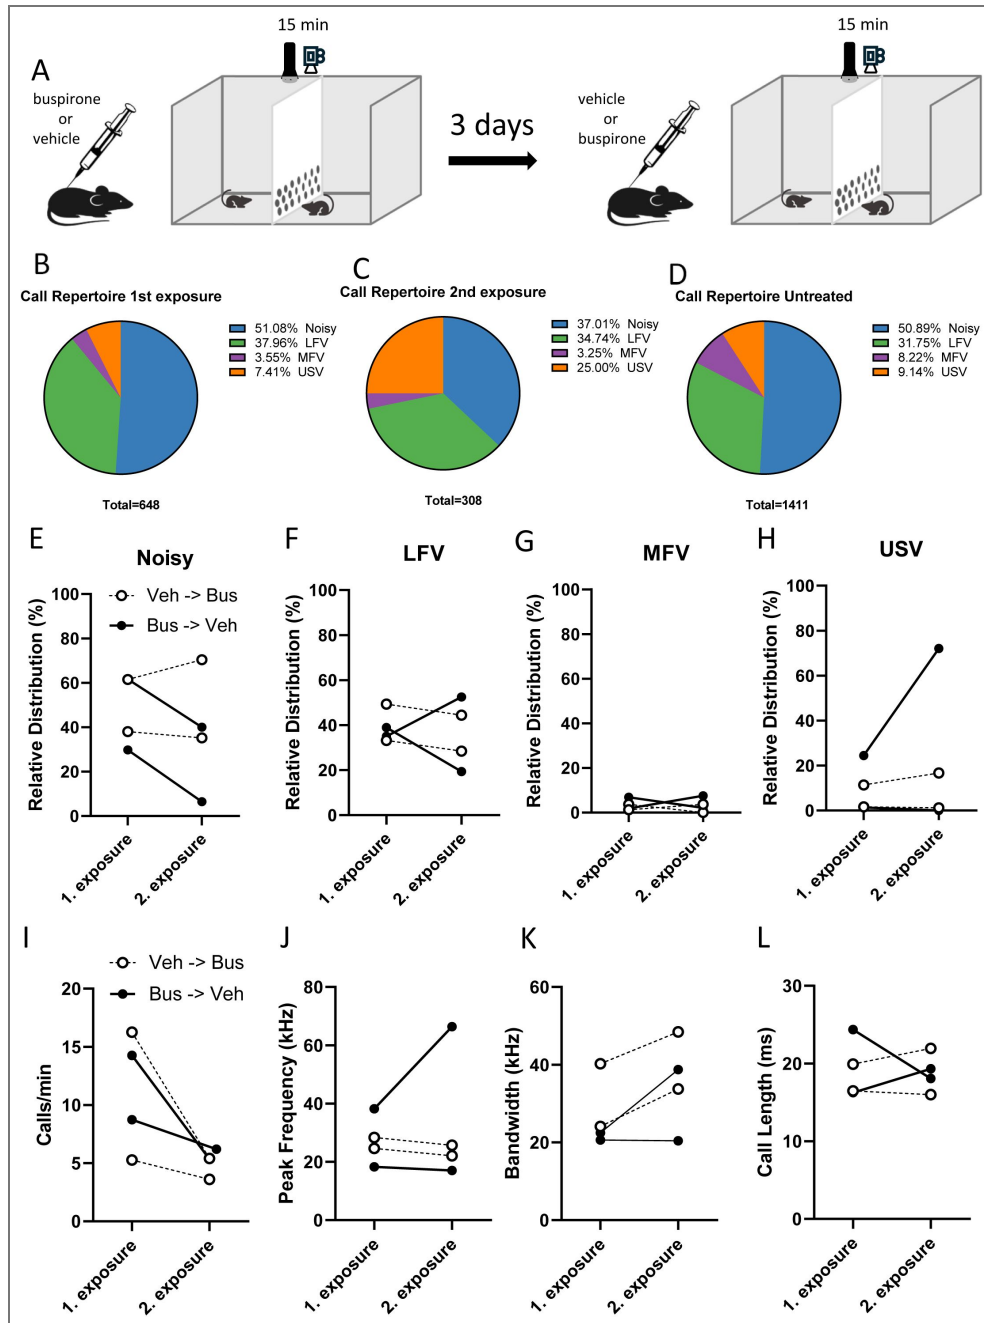 A
15 min
buspirone
or
vehicle
3 days
15 min
vehicle
or
buspirone
B
Call Repertoire 1st exposure
51.08% Noisy
37.96% LFV
3.55% MFV
7.41% USV
Total=648
C
Call Repertoire 2nd exposure
37.01% Noisy
34.74% LFV
3.25% MFV
25.00% USV
Total=308
D
Call Repertoire Untreated
50.89% Noisy
31.75% LFV
8.22% MFV
9.14% USV
Total=1411
E
Noisy
Veh -> Bus
Bus -> Veh
Relative Distribution (%)
100
80
60
40
20
0
1. exposure
2. exposure
F
LFV
Relative Distribution (%)
100
80
60
40
20
0
1. exposure
2. exposure
G
MFV
Relative Distribution (%)
100
80
60
40
20
0
1. exposure
2. exposure
H
USV
Relative Distribution (%)
100
80
60
40
20
0
1. exposure
2. exposure
I
Veh -> Bus
Bus -> Veh
Calls/min
20
15
10
5
0
1. exposure
2. exposure
J
Peak Frequency (kHz)
80
60
40
20
0
1. exposure
2. exposure
K
Bandwidth (kHz)
60
40
20
0
1. exposure
2. exposure
L
Call Length (ms)
30
20
10
0
1. exposure
2. exposure